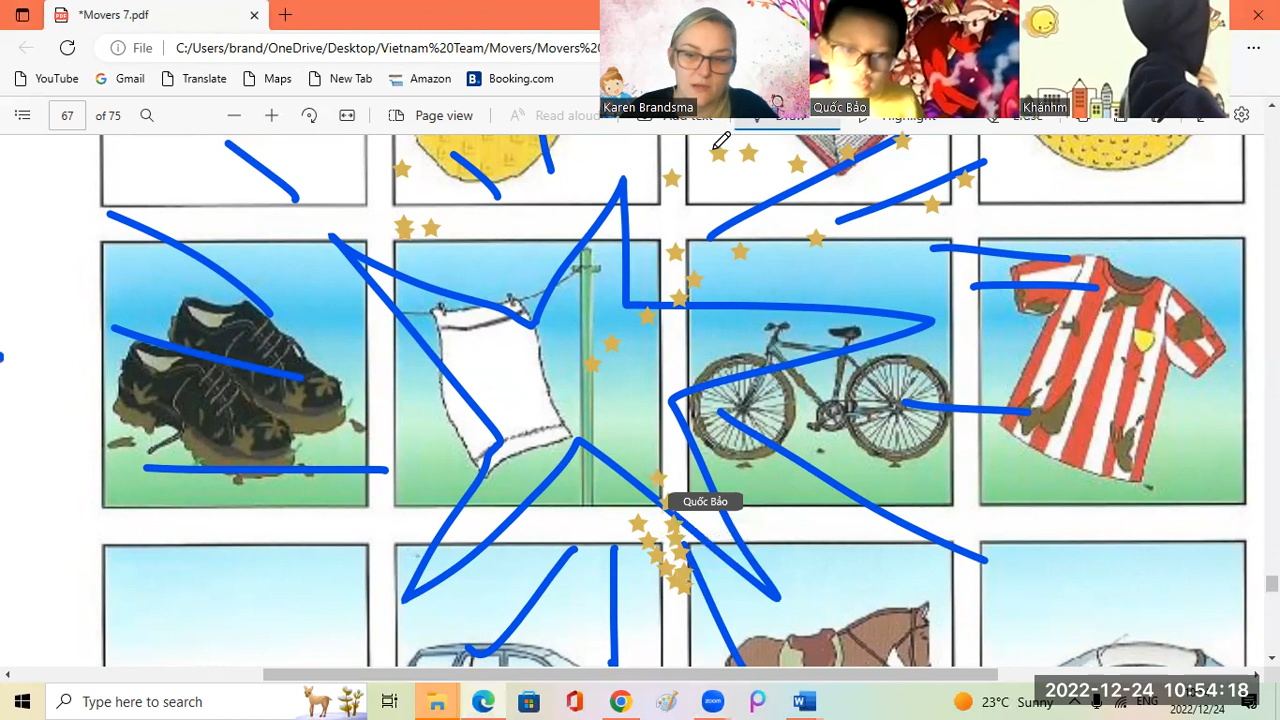 *Movers 7.pdf
File
C:/Users/brand/OneDrive/Desktop/Vietnam%20Team/Movers/Movers%20
YouTube
Gmail
Translate
Maps
New Tab
Amazon
B.
Booking.com
67
of 75
Page view
Read aloud
Karen Brandsma
Quốc Bảo
Khánhm
Quốc Bảo
Type here to search
zoom
W
23°C Sunny
ENG
2022-12-24 10:54:18
2022/12/24